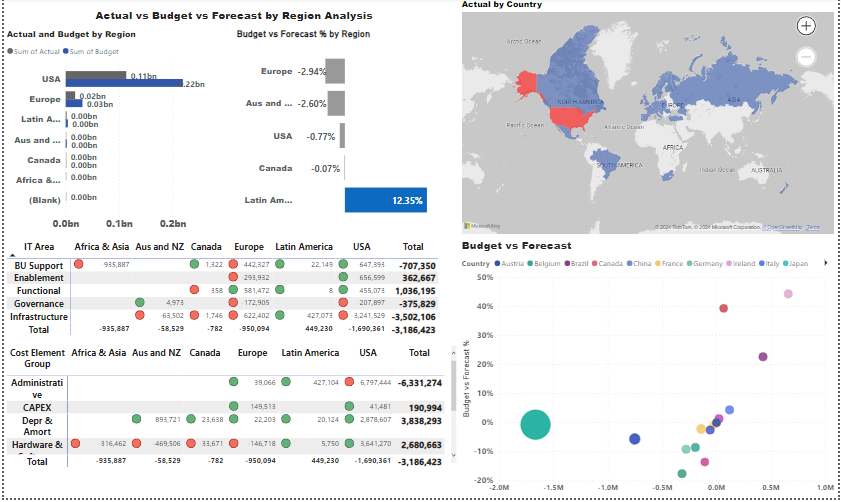 Actual vs Budget vs Forecast by Region Analysis
Actual and Budget by Region
Sum of Actual Sum of Budget
USA 0.11bn
0.22bn
Europe 0.02bn
0.03bn
Latin A... 0.00bn
0.00bn
Aus and ... 0.00bn
0.00bn
Canada 0.00bn
0.00bn
Africa &... 0.00bn
(Blank) 0.00bn
0.0bn 0.1bn 0.2bn
Budget vs Forecast % by Region
Europe -2.94%
Aus and ... -2.60%
USA -0.77%
Canada -0.07%
Latin Am... 12.35%
Actual by Country
Arctic Ocean
NORTH AMERICA
EUROPE
ASIA
Pacific Ocean
Atlantic Ocean
AFRICA
SOUTH AMERICA
Indian Ocean
AUSTRALIA
Microsoft Bing
© 2024 TomTom, © 2024 Microsoft Corporation, © OpenStreetMap Terms
IT Area Africa & Asia Aus and NZ Canada Europe Latin America USA Total
BU Support 935,887 1,322 442,327 22,149 647,393 -707,350
Enablement 293,932 656,599 362,667
Functional -358 581,472 8 455,073 1,036,195
Governance 4,973 172,905 207,897 -375,829
Infrastructure 63,502 -1,746 -622,402 427,073 3,241,529 -3,502,106
Total -935,887 -58,529 -782 -950,094 449,230 -1,690,361 -3,186,423
Cost Element Group Africa & Asia Aus and NZ Canada Europe Latin America USA Total
Administrati
ve 39,066 427,104 6,797,444 -6,331,274
CAPEX 149,513 41,481 190,994
Depr &
Amort 893,721 23,638 22,203 20,124 2,878,607 3,838,293
Hardware & -316,462 -469,506 -33,671 -146,718 5,750 3,641,270 2,680,663
Total -935,887 -58,529 -782 -950,094 449,230 -1,690,361 -3,186,423
Budget vs Forecast
Country Austria Belgium Brazil Canada China France Germany Ireland Italy Japan
Budget vs Forecast %
50%
40%
30%
20%
10%
0%
-10%
-20%
-2.0M -1.5M -1.0M -0.5M 0.0M 0.5M 1.0M